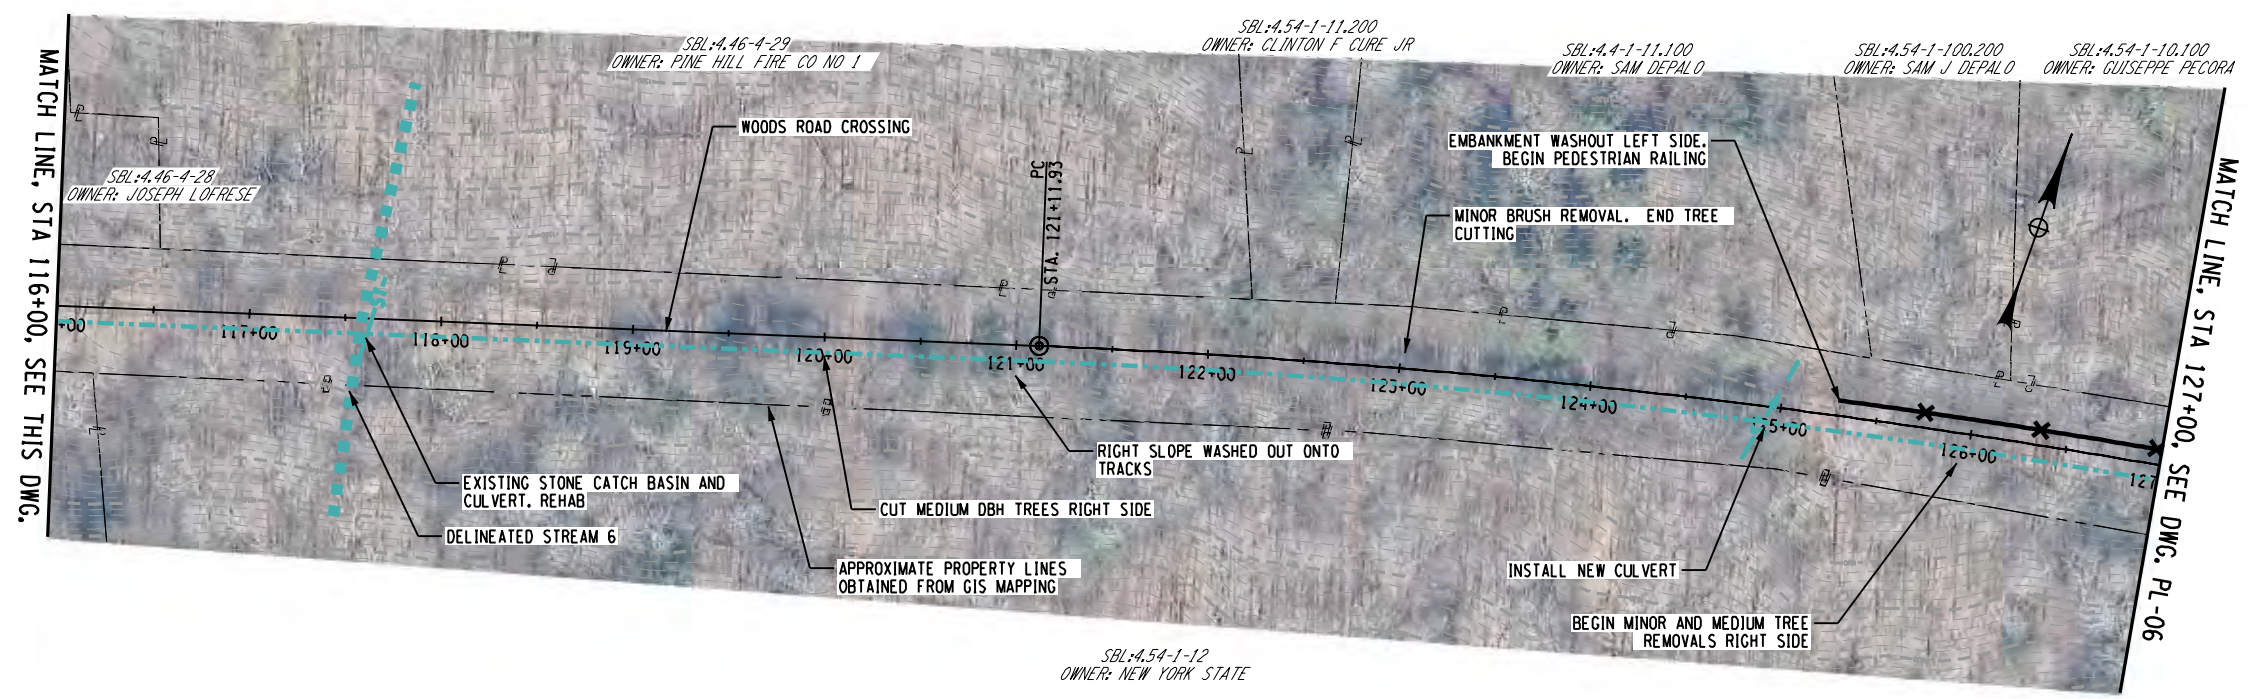 SBL:4.46-4-29
OWNER: PINE HILL FIRE CO NO 1
SBL:4.54-1-11.200
OWNER: CLINTON F CURE JR
SBL:4.4-1-11.100
OWNER: SAM DEPALO
SBL:4.54-1-100.200
OWNER: SAM J DEPALO
SBL:4.54-1-10.100
OWNER: GUISEPPE PECORA
MATCH LINE, STA 116+00, SEE THIS DWG.
SBL:4.46-4-28
OWNER: JOSEPH LOFRESE
WOODS ROAD CROSSING
PC
STA. 121+11.93
EMBANKMENT WASHOUT LEFT SIDE.
BEGIN PEDESTRIAN RAILING
MINOR BRUSH REMOVAL. END TREE
CUTTING
MATCH LINE, STA 127+00, SEE DWG. PL-06
+00
117+00
118+00
119+00
120+00
121+00
122+00
123+00
124+00
125+00
126+00
127
RIGHT SLOPE WASHED OUT ONTO
TRACKS
EXISTING STONE CATCH BASIN AND
CULVERT. REHAB
CUT MEDIUM DBH TREES RIGHT SIDE
DELINEATED STREAM 6
APPROXIMATE PROPERTY LINES
OBTAINED FROM GIS MAPPING
INSTALL NEW CULVERT
BEGIN MINOR AND MEDIUM TREE
REMOVALS RIGHT SIDE
SBL:4.54-1-12
OWNER: NEW YORK STATE